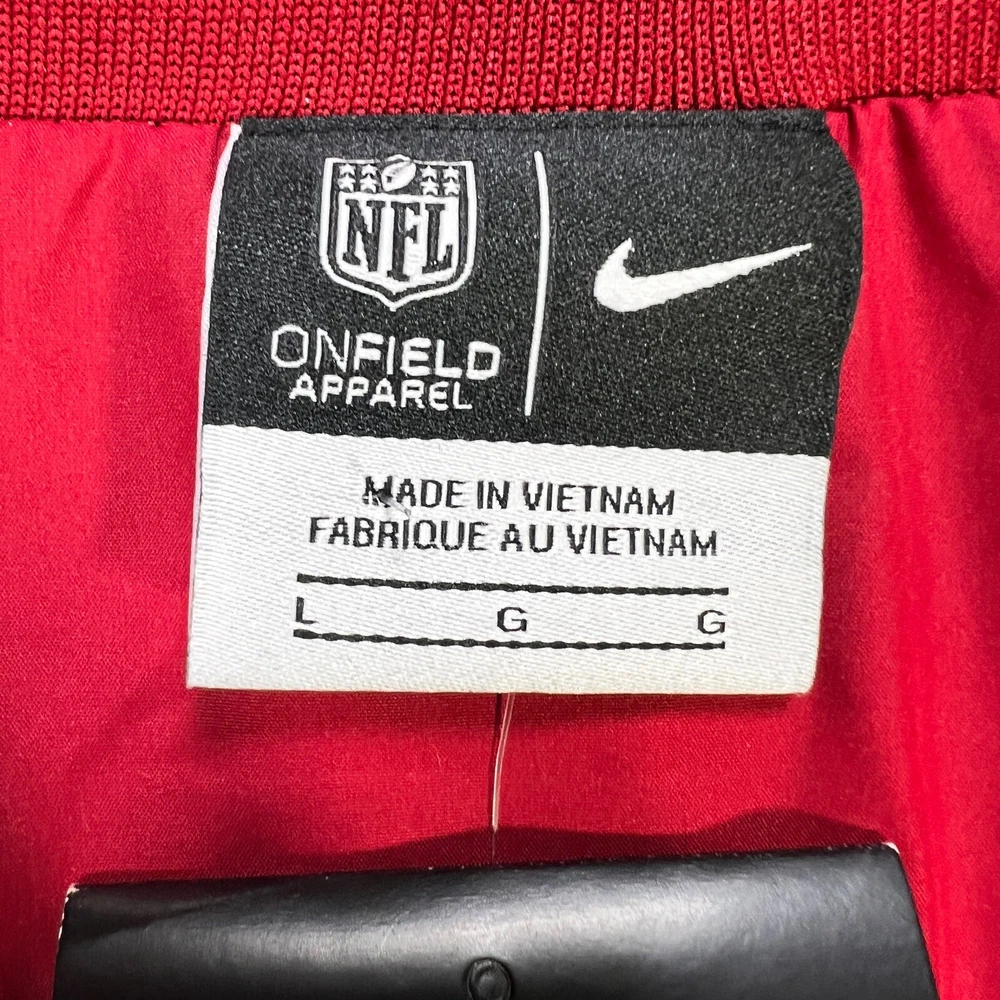 NFL
ONFIELD
APPAREL
MADE IN VIETNAM
FABRIQUE AU VIETNAM
L G G